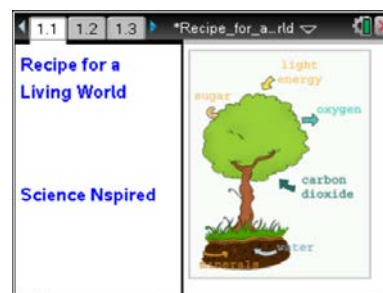 1.1 1.2 1.3 *Recipe_for_a…rld
Recipe for a
Living World
Science Nspired
light
energy
sugar
oxygen
carbon
dioxide
water
minerals